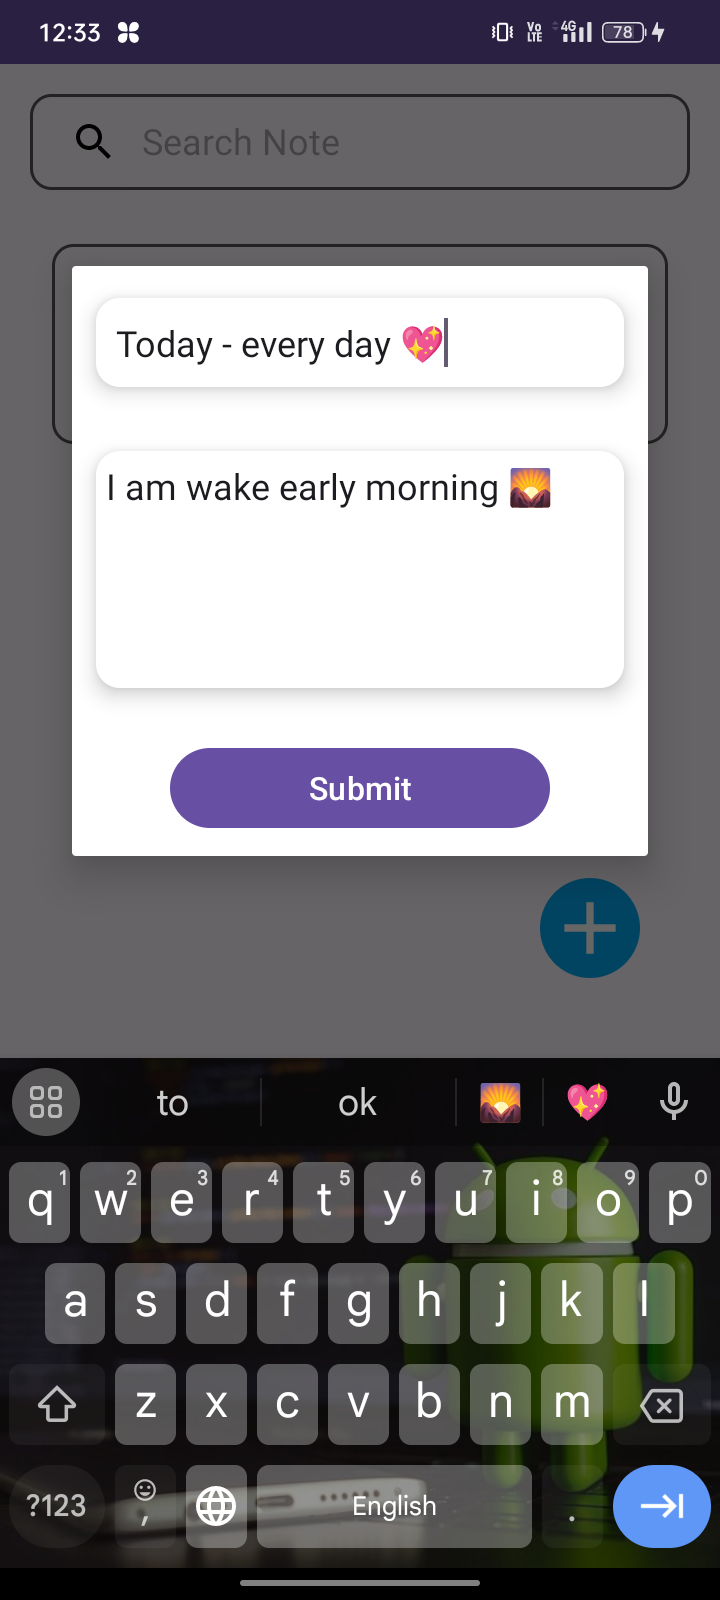 12:33 Vo LTE 4G 78
Search Note
Today - every day 💖
I am wake early morning 🌄
Submit
to ok 🌄 💖
q1 w2 e3 r4 t5 y6 u7 i8 o9 p0
a s d f g h j k l
z x c v b n m
?123 , English .